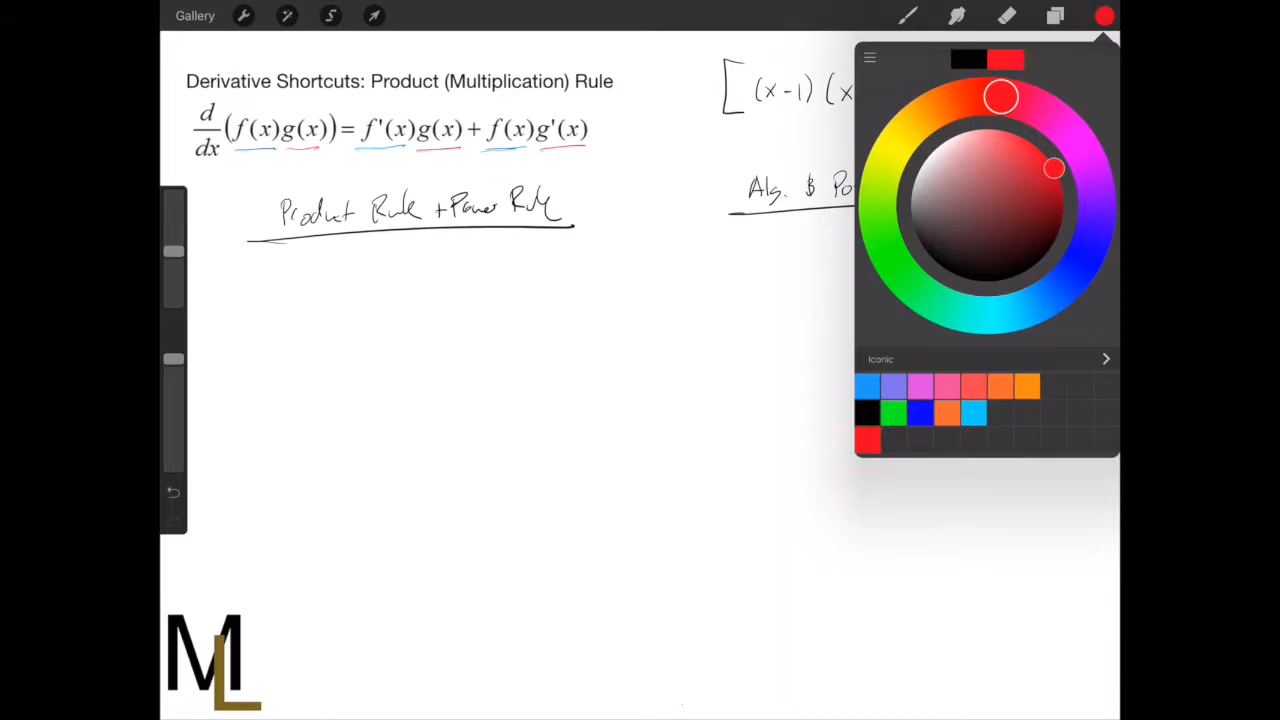 Gallery
Derivative Shortcuts: Product (Multiplication) Rule
d/dx (f(x)g(x)) = f'(x)g(x) + f(x)g'(x)
[(x-1)(x
Product Rule + Power Rule
Alg. $ Po
Iconic
ML